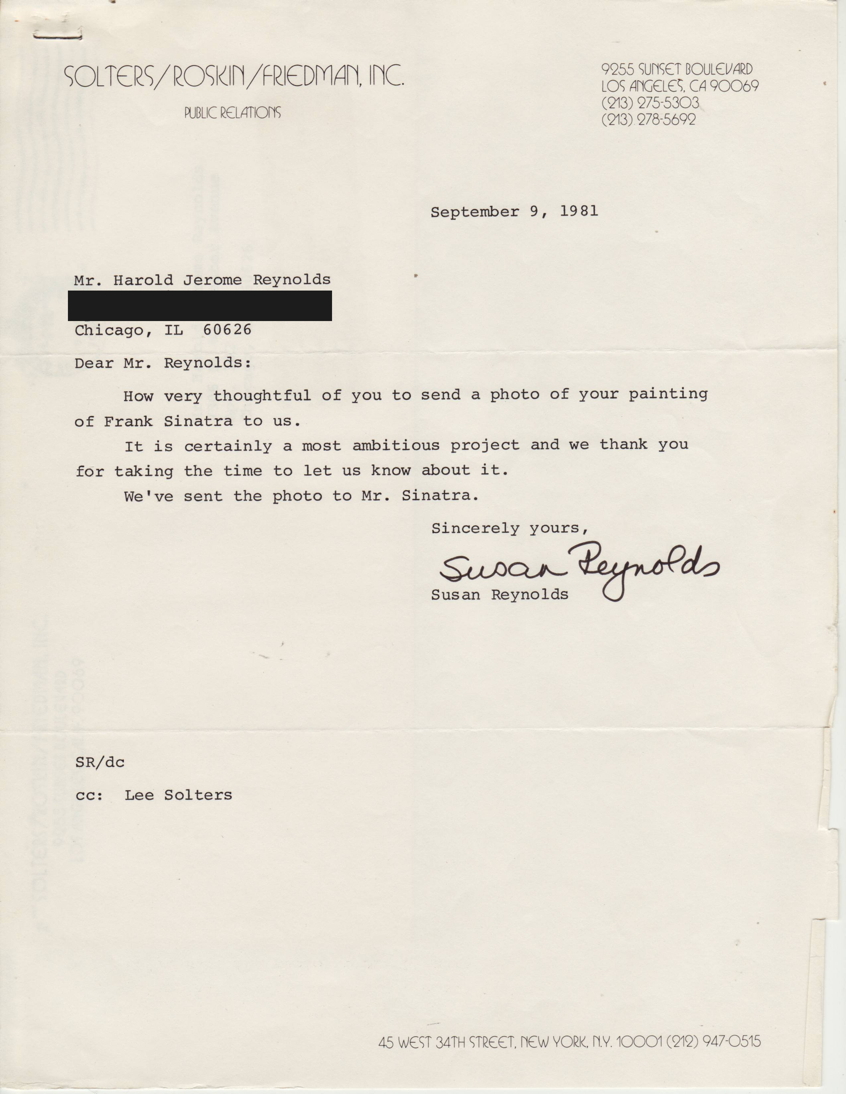 SOLTERS/ROSKIN/FRIEDMAN, INC.
PUBLIC RELATIONS
9255 SUNSET BOULEVARD
LOS ANGELES, CA 90069
(213) 275-5303
(213) 278-5692
September 9, 1981
Mr. Harold Jerome Reynolds
Chicago, IL  60626
Dear Mr. Reynolds:
How very thoughtful of you to send a photo of your painting
of Frank Sinatra to us.
It is certainly a most ambitious project and we thank you
for taking the time to let us know about it.
We've sent the photo to Mr. Sinatra.
Sincerely yours,
Susan Reynolds
Susan Reynolds
SR/dc
cc:  Lee Solters
45 WEST 34TH STREET, NEW YORK, N.Y. 10001 (212) 947-0515